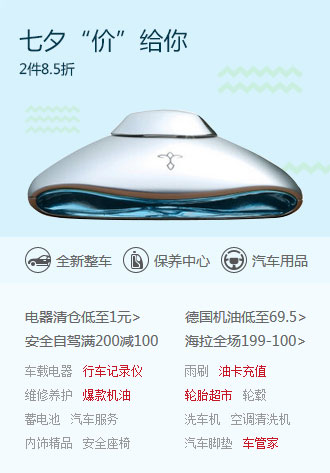 七夕“价”给你
2件8.5折
全新整车 保养中心 汽车用品
电器清仓低至1元> 德国机油低至69.5>
安全自驾满200减100 海拉全场199-100>
车载电器 行车记录仪 雨刷 油卡充值
维修养护 爆款机油 轮胎超市 轮毂
蓄电池 汽车服务 洗车机 空调清洗机
内饰精品 安全座椅 汽车脚垫 车管家